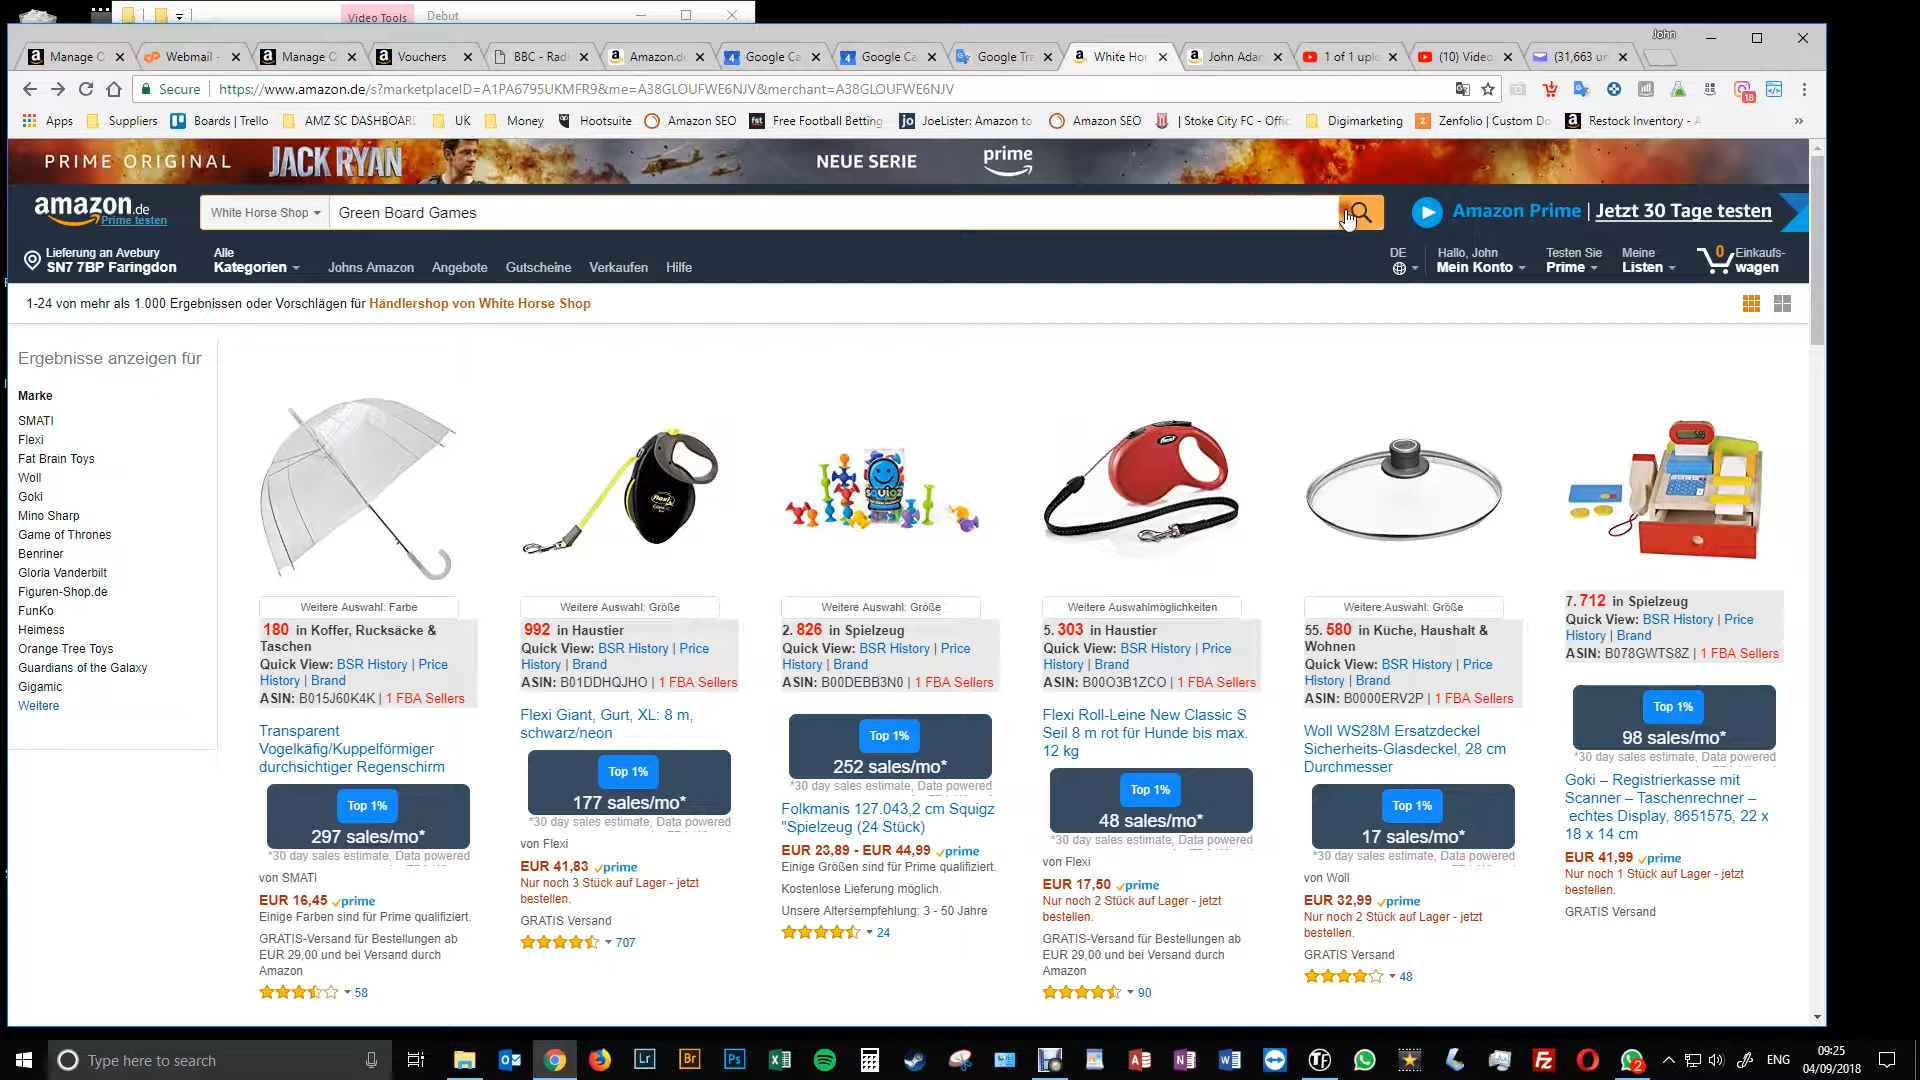 Video Tools
Debut
John
Manage O
Webmail -
Manage O
Vouchers
BBC - Radi
Amazon.d
Google Ca
Google Ca
Google Tra
White Hor
John Adar
1 of 1 uplo
(10) Video
(31,663 un
Secure
https://www.amazon.de/s?marketplaceID=A1PA6795UKMFR9&me=A38GLOUFWE6NJV&merchant=A38GLOUFWE6NJV
18
Apps
Suppliers
Boards | Trello
AMZ SC DASHBOAR
UK
Money
Hootsuite
Amazon SEO
Free Football Betting
JoeLister: Amazon to
Amazon SEO
| Stoke City FC - Offic
Digimarketing
Zenfolio | Custom Do
Restock Inventory - A
PRIME ORIGINAL
JACK RYAN
NEUE SERIE
prime
amazon.de
Prime testen
White Horse Shop
Green Board Games
Amazon Prime | Jetzt 30 Tage testen
Lieferung an Avebury
SN7 7BP Faringdon
Alle
Kategorien
Johns Amazon
Angebote
Gutscheine
Verkaufen
Hilfe
DE
Hallo, John
Mein Konto
Testen Sie
Prime
Meine
Listen
0
Einkaufs-
wagen
1-24 von mehr als 1.000 Ergebnissen oder Vorschlägen für Händlershop von White Horse Shop
Ergebnisse anzeigen für
Marke
SMATI
Flexi
Fat Brain Toys
Woll
Goki
Mino Sharp
Game of Thrones
Benriner
Gloria Vanderbilt
Figuren-Shop.de
FunKo
Heimess
Orange Tree Toys
Guardians of the Galaxy
Gigamic
Weitere
Weitere Auswahl: Farbe
180 in Koffer, Rucksäcke &
Taschen
Quick View: BSR History | Price
History | Brand
ASIN: B015J60K4K | 1 FBA Sellers
Transparent
Vogelkäfig/Kuppelförmiger
durchsichtiger Regenschirm
Top 1%
297 sales/mo*
*30 day sales estimate, Data powered
von SMATI
EUR 16,45 prime
Einige Farben sind für Prime qualifiziert.
GRATIS-Versand für Bestellungen ab
EUR 29,00 und bei Versand durch
Amazon
58
flexi
Weitere Auswahl: Größe
992 in Haustier
Quick View: BSR History | Price
History | Brand
ASIN: B01DDHQJHO | 1 FBA Sellers
Flexi Giant, Gurt, XL: 8 m,
schwarz/neon
Top 1%
177 sales/mo*
*30 day sales estimate, Data powered
von Flexi
EUR 41,83 prime
Nur noch 3 Stück auf Lager - jetzt
bestellen.
GRATIS Versand
707
squigz
Weitere Auswahl: Größe
2. 826 in Spielzeug
Quick View: BSR History | Price
History | Brand
ASIN: B00DEBB3N0 | 1 FBA Sellers
Top 1%
252 sales/mo*
*30 day sales estimate, Data powered
Folkmanis 127.043,2 cm Squigz
"Spielzeug (24 Stück)
EUR 23,89 - EUR 44,99 prime
Einige Größen sind für Prime qualifiziert.
Kostenlose Lieferung möglich.
Unsere Altersempfehlung: 3 - 50 Jahre
24
flexi
Weitere Auswahlmöglichkeiten
5. 303 in Haustier
Quick View: BSR History | Price
History | Brand
ASIN: B00O3B1ZCO | 1 FBA Sellers
Flexi Roll-Leine New Classic S
Seil 8 m rot für Hunde bis max.
12 kg
Top 1%
48 sales/mo*
*30 day sales estimate, Data powered
von Flexi
EUR 17,50 prime
Nur noch 2 Stück auf Lager - jetzt
bestellen.
GRATIS-Versand für Bestellungen ab
EUR 29,00 und bei Versand durch
Amazon
90
Weitere Auswahl: Größe
55. 580 in Küche, Haushalt &
Wohnen
Quick View: BSR History | Price
History | Brand
ASIN: B0000ERV2P | 1 FBA Sellers
Woll WS28M Ersatzdeckel
Sicherheits-Glasdeckel, 28 cm
Durchmesser
Top 1%
17 sales/mo*
*30 day sales estimate, Data powered
von Woll
EUR 32,99 prime
Nur noch 2 Stück auf Lager - jetzt
bestellen.
GRATIS Versand
48
7. 712 in Spielzeug
Quick View: BSR History | Price
History | Brand
ASIN: B078GWTS8Z | 1 FBA Sellers
Top 1%
98 sales/mo*
*30 day sales estimate, Data powered
Goki – Registrierkasse mit
Scanner – Taschenrechner –
echtes Display, 8651575, 22 x
18 x 14 cm
EUR 41,99 prime
Nur noch 1 Stück auf Lager - jetzt
bestellen.
GRATIS Versand
Type here to search
Lr
Br
Ps
2
ENG
09:25
04/09/2018